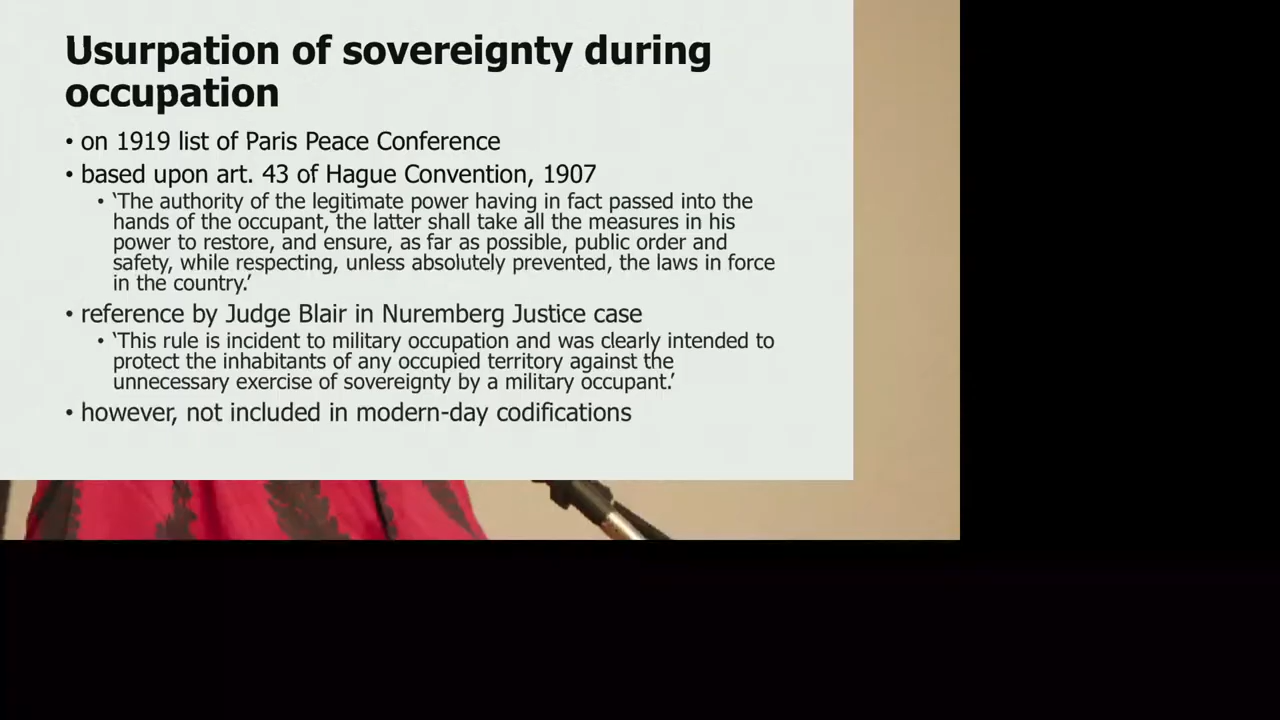 Usurpation of sovereignty during
occupation
• on 1919 list of Paris Peace Conference
• based upon art. 43 of Hague Convention, 1907
• ‘The authority of the legitimate power having in fact passed into the
hands of the occupant, the latter shall take all the measures in his
power to restore, and ensure, as far as possible, public order and
safety, while respecting, unless absolutely prevented, the laws in force
in the country.’
• reference by Judge Blair in Nuremberg Justice case
• ‘This rule is incident to military occupation and was clearly intended to
protect the inhabitants of any occupied territory against the
unnecessary exercise of sovereignty by a military occupant.’
• however, not included in modern-day codifications